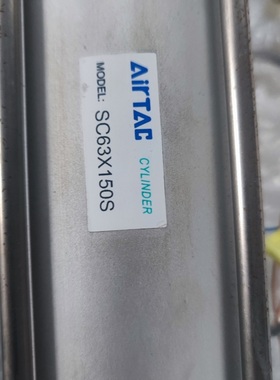 AirTAC
CYLINDER
MODEL: SC63X150S